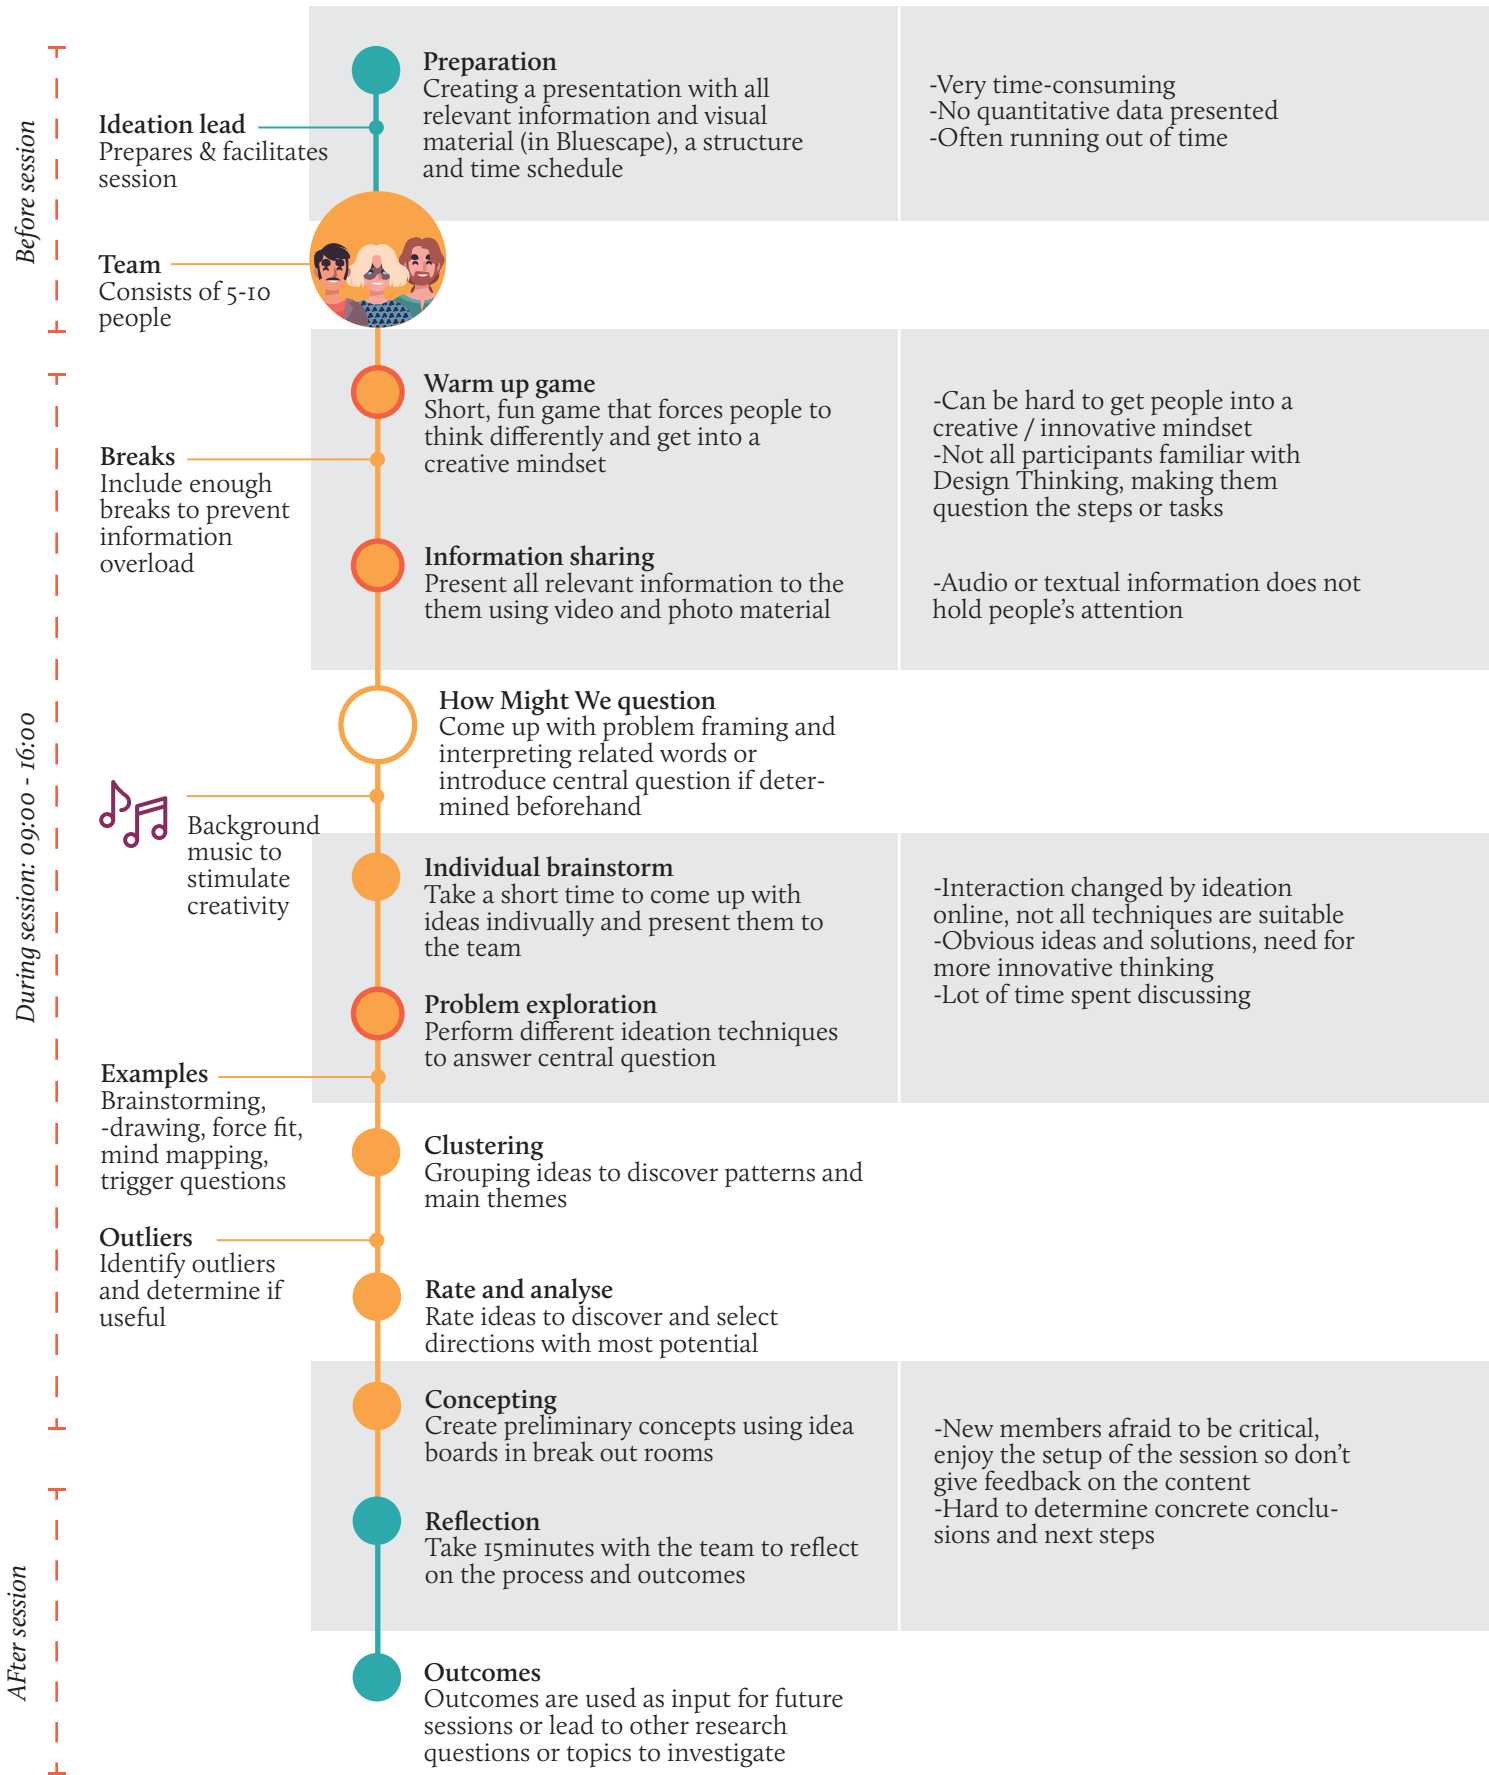 Before session
Ideation lead
Prepares & facilitates
session
Preparation
Creating a presentation with all
relevant information and visual
material (in Bluescape), a structure
and time schedule
-Very time-consuming
-No quantitative data presented
-Often running out of time
Team
Consists of 5-10
people
During session: 09:00 - 16:00
Warm up game
Short, fun game that forces people to
think differently and get into a
creative mindset
-Can be hard to get people into a
creative / innovative mindset
-Not all participants familiar with
Design Thinking, making them
question the steps or tasks
Breaks
Include enough
breaks to prevent
information
overload
Information sharing
Present all relevant information to the
them using video and photo material
-Audio or textual information does not
hold people's attention
How Might We question
Come up with problem framing and
interpreting related words or
introduce central question if deter-
mined beforehand
Background
music to
stimulate
creativity
Individual brainstorm
Take a short time to come up with
ideas indivually and present them to
the team
-Interaction changed by ideation
online, not all techniques are suitable
-Obvious ideas and solutions, need for
more innovative thinking
-Lot of time spent discussing
Problem exploration
Perform different ideation techniques
to answer central question
Examples
Brainstorming,
-drawing, force fit,
mind mapping,
trigger questions
Clustering
Grouping ideas to discover patterns and
main themes
Outliers
Identify outliers
and determine if
useful
Rate and analyse
Rate ideas to discover and select
directions with most potential
Concepting
Create preliminary concepts using idea
boards in break out rooms
-New members afraid to be critical,
enjoy the setup of the session so don't
give feedback on the content
-Hard to determine concrete conclu-
sions and next steps
AFter session
Reflection
Take 15minutes with the team to reflect
on the process and outcomes
Outcomes
Outcomes are used as input for future
sessions or lead to other research
questions or topics to investigate